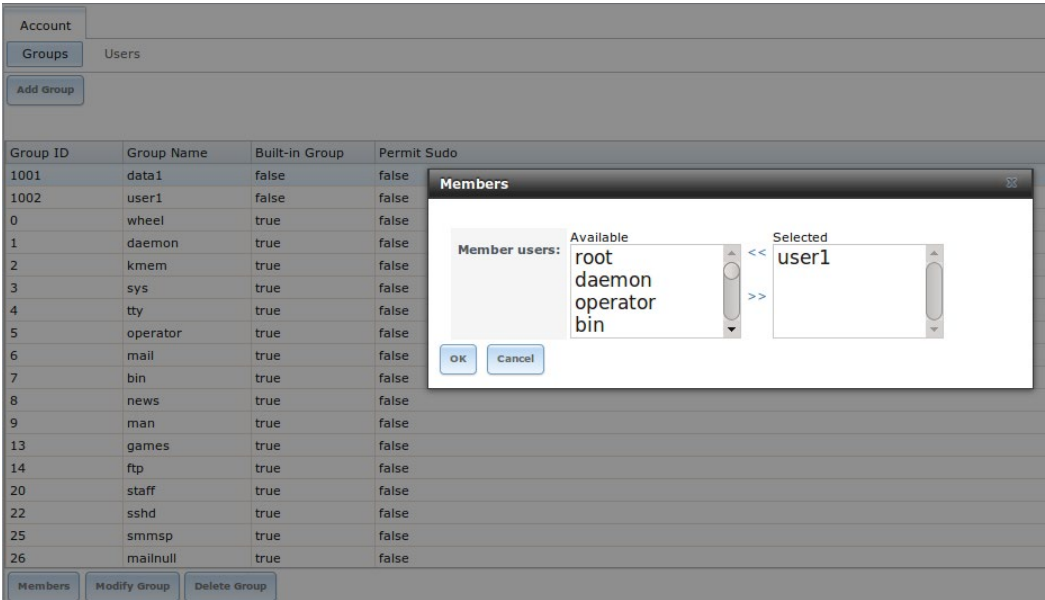 Account
Groups Users
Add Group
Group ID Group Name Built-in Group Permit Sudo
1001 data1 false false
1002 user1 false false
0 wheel true false
1 daemon true false
2 kmem true false
3 sys true false
4 tty true false
5 operator true false
6 mail true false
7 bin true false
8 news true false
9 man true false
13 games true false
14 ftp true false
20 staff true false
22 sshd true false
25 smmsp true false
26 mailnull true false
Members Modify Group Delete Group
Members
Member users:
Available
root
daemon
operator
bin
<<
>>
Selected
user1
OK Cancel